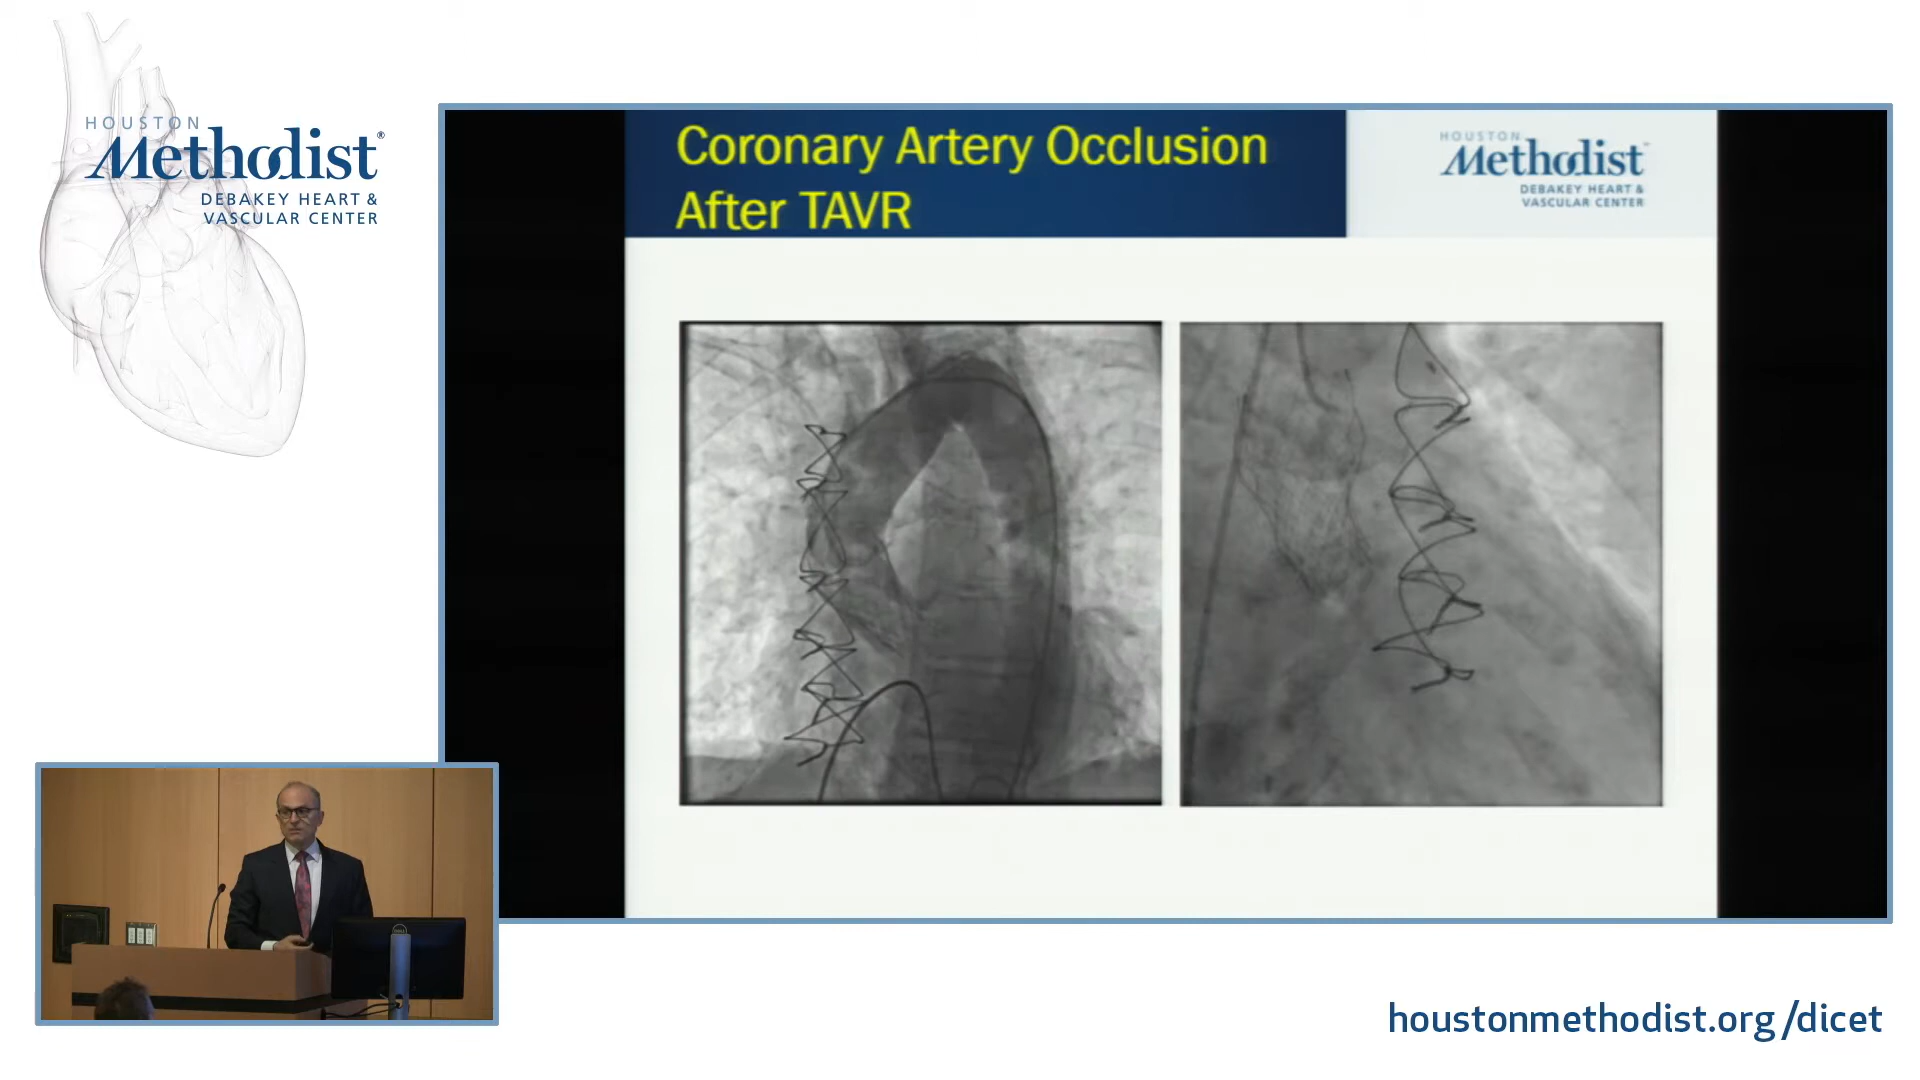 HOUSTON
Methodist®
DEBAKEY HEART &
VASCULAR CENTER
Coronary Artery Occlusion
After TAVR
HOUSTON
Methodist
DEBAKEY HEART &
VASCULAR CENTER
DELL
houstonmethodist.org/dicet